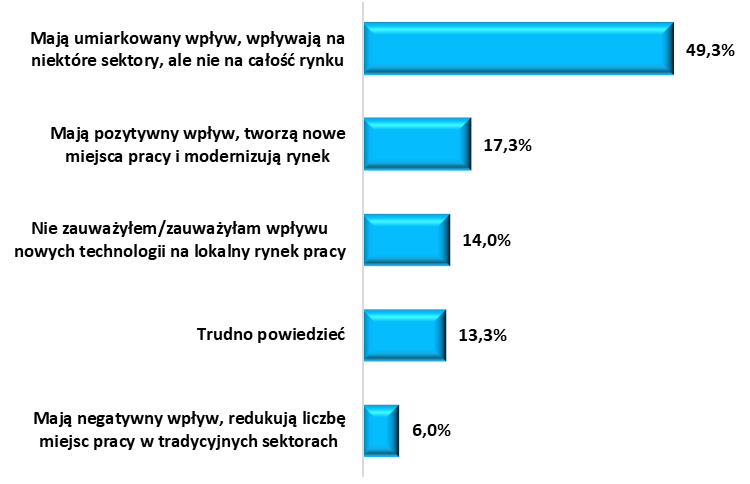 Mają umiarkowany wpływ, wpływają na
niektóre sektory, ale nie na całość rynku
49,3%
Mają pozytywny wpływ, tworzą nowe
miejsca pracy i modernizują rynek
17,3%
Nie zauważyłem/zauważyłam wpływu
nowych technologii na lokalny rynek pracy
14,0%
Trudno powiedzieć
13,3%
Mają negatywny wpływ, redukują liczbę
miejsc pracy w tradycyjnych sektorach
6,0%